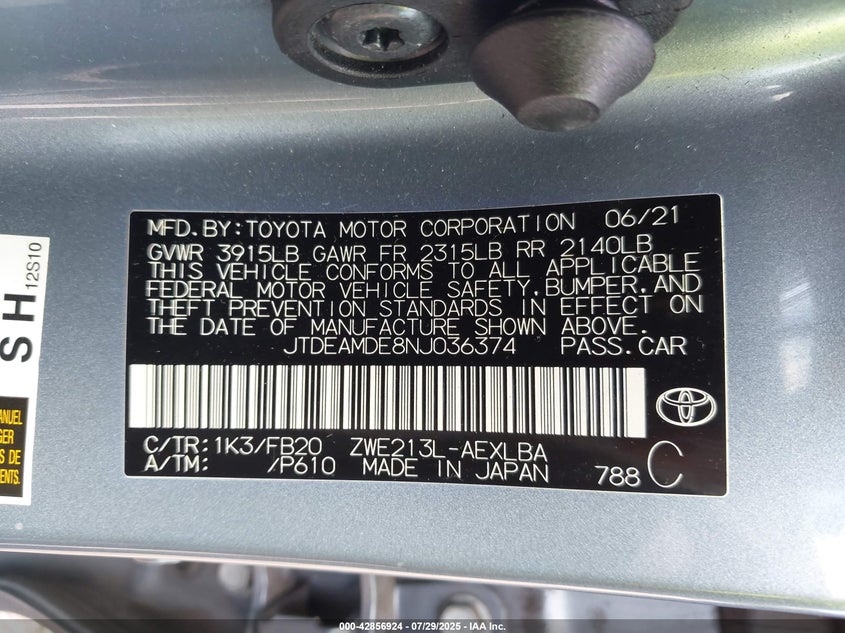 MFD.BY:TOYOTA MOTOR CORPORATION 06/21
GVWR 3915LB GAWR FR 2315LB RR 2140LB
THIS VEHICLE CONFORMS TO ALL APPLICABLE
FEDERAL MOTOR VEHICLE SAFETY,BUMPER,AND
THEFT PREVENTION STANDARDS IN EFFECT ON
THE DATE OF MANUFACTURE SHOWN ABOVE.
JTDEAMDE8NJ036374 PASS.CAR
C/TR:1K3/FB20 ZWE213L-AEXLBA
A/TM: /P610 MADE IN JAPAN 788 C
SH
12S10
MANUEL
S DE
000-42856924 | 07/29/2025 | IAA Inc.